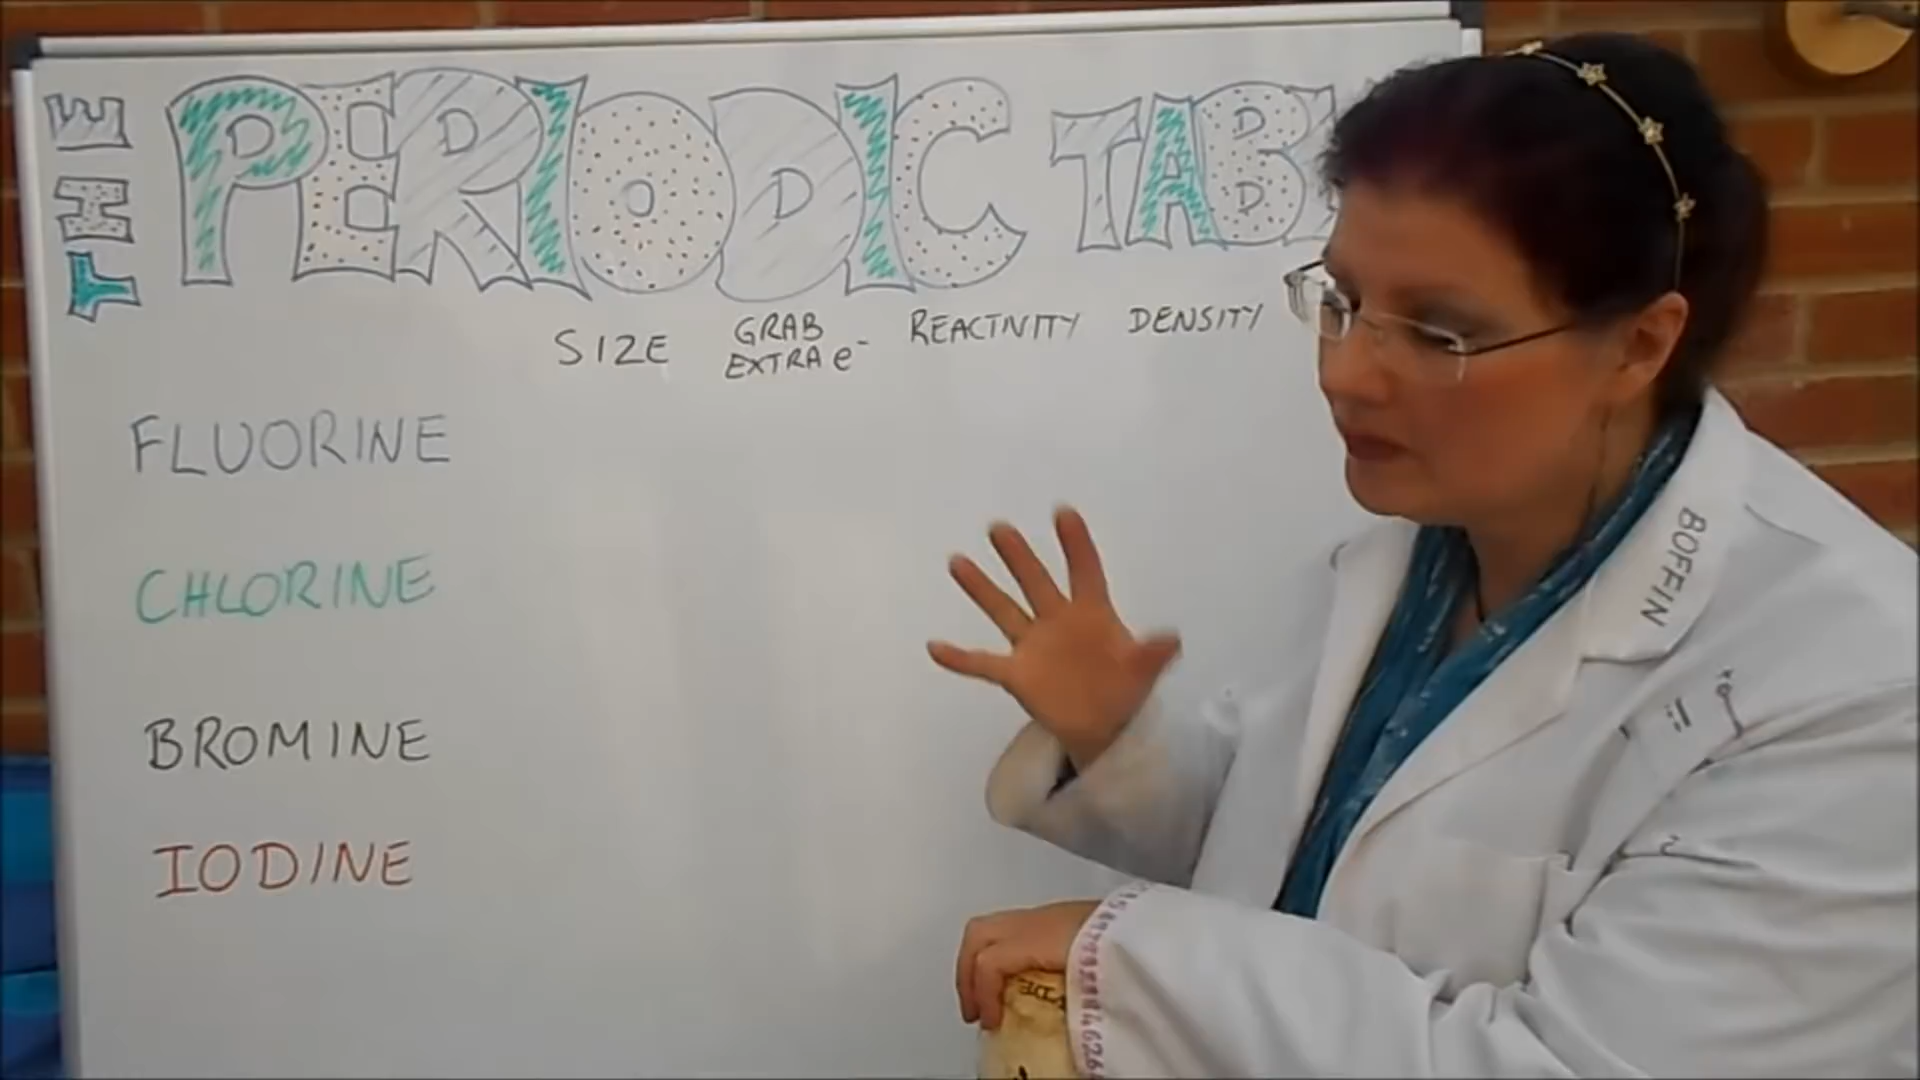 THE PERIODIC TAB
SIZE
GRAB
EXTRA e⁻
REACTIVITY
DENSITY
FLUORINE
CHLORINE
BROMINE
IODINE
BOFFIN